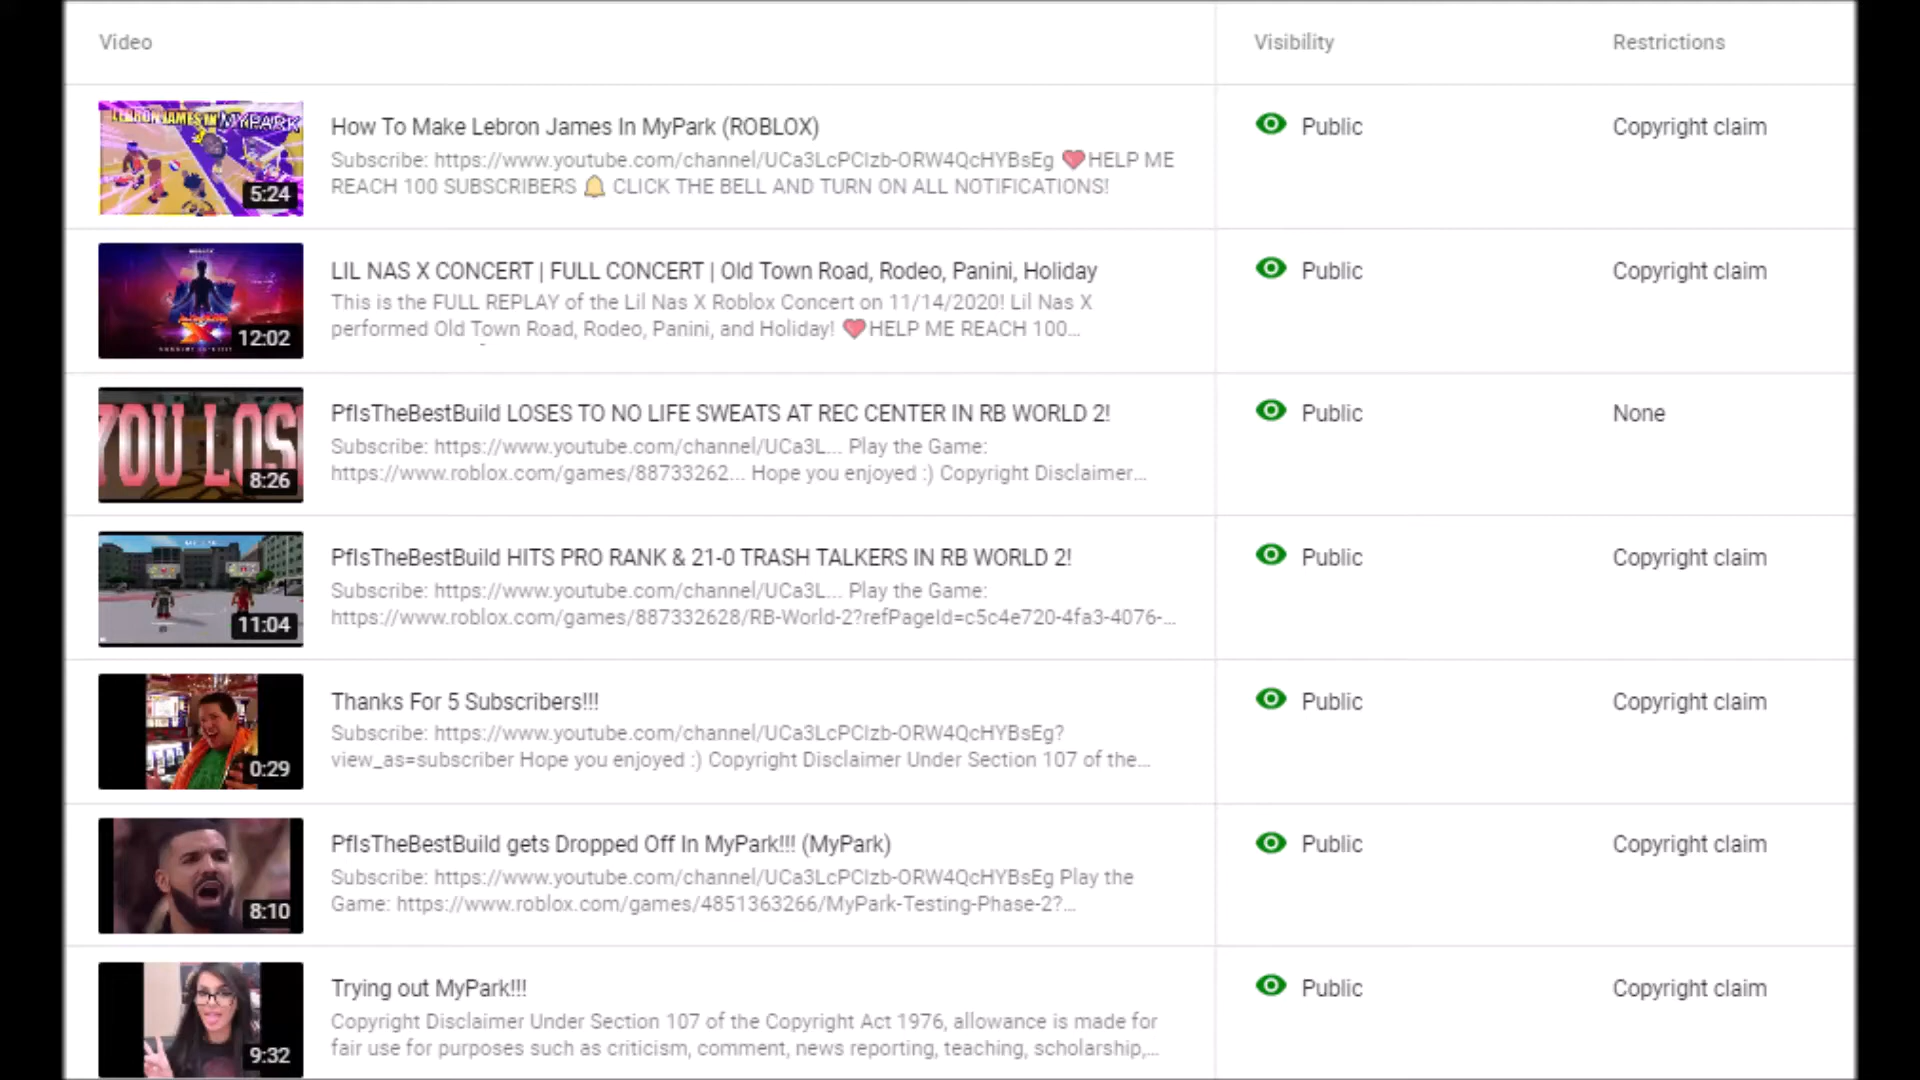 Video
Visibility
Restrictions
LEBRON JAMES IN MYPARK
5:24
How To Make Lebron James In MyPark (ROBLOX)
Subscribe: https://www.youtube.com/channel/UCa3LcPCIzb-ORW4QcHYBsEg ❤️HELP ME
REACH 100 SUBSCRIBERS 🔔 CLICK THE BELL AND TURN ON ALL NOTIFICATIONS!
Public
Copyright claim
12:02
LIL NAS X CONCERT | FULL CONCERT | Old Town Road, Rodeo, Panini, Holiday
This is the FULL REPLAY of the Lil Nas X Roblox Concert on 11/14/2020! Lil Nas X
performed Old Town Road, Rodeo, Panini, and Holiday! ❤️HELP ME REACH 100...
Public
Copyright claim
YOU LOS
8:26
PfIsTheBestBuild LOSES TO NO LIFE SWEATS AT REC CENTER IN RB WORLD 2!
Subscribe: https://www.youtube.com/channel/UCa3L... Play the Game:
https://www.roblox.com/games/88733262... Hope you enjoyed :) Copyright Disclaimer...
Public
None
11:04
PfIsTheBestBuild HITS PRO RANK & 21-0 TRASH TALKERS IN RB WORLD 2!
Subscribe: https://www.youtube.com/channel/UCa3L... Play the Game:
https://www.roblox.com/games/887332628/RB-World-2?refPageId=c5c4e720-4fa3-4076-...
Public
Copyright claim
0:29
Thanks For 5 Subscribers!!!
Subscribe: https://www.youtube.com/channel/UCa3LcPCIzb-ORW4QcHYBsEg?
view_as=subscriber Hope you enjoyed :) Copyright Disclaimer Under Section 107 of the...
Public
Copyright claim
8:10
PfIsTheBestBuild gets Dropped Off In MyPark!!! (MyPark)
Subscribe: https://www.youtube.com/channel/UCa3LcPCIzb-ORW4QcHYBsEg Play the
Game: https://www.roblox.com/games/4851363266/MyPark-Testing-Phase-2?...
Public
Copyright claim
9:32
Trying out MyPark!!!
Copyright Disclaimer Under Section 107 of the Copyright Act 1976, allowance is made for
fair use for purposes such as criticism, comment, news reporting, teaching, scholarship,...
Public
Copyright claim